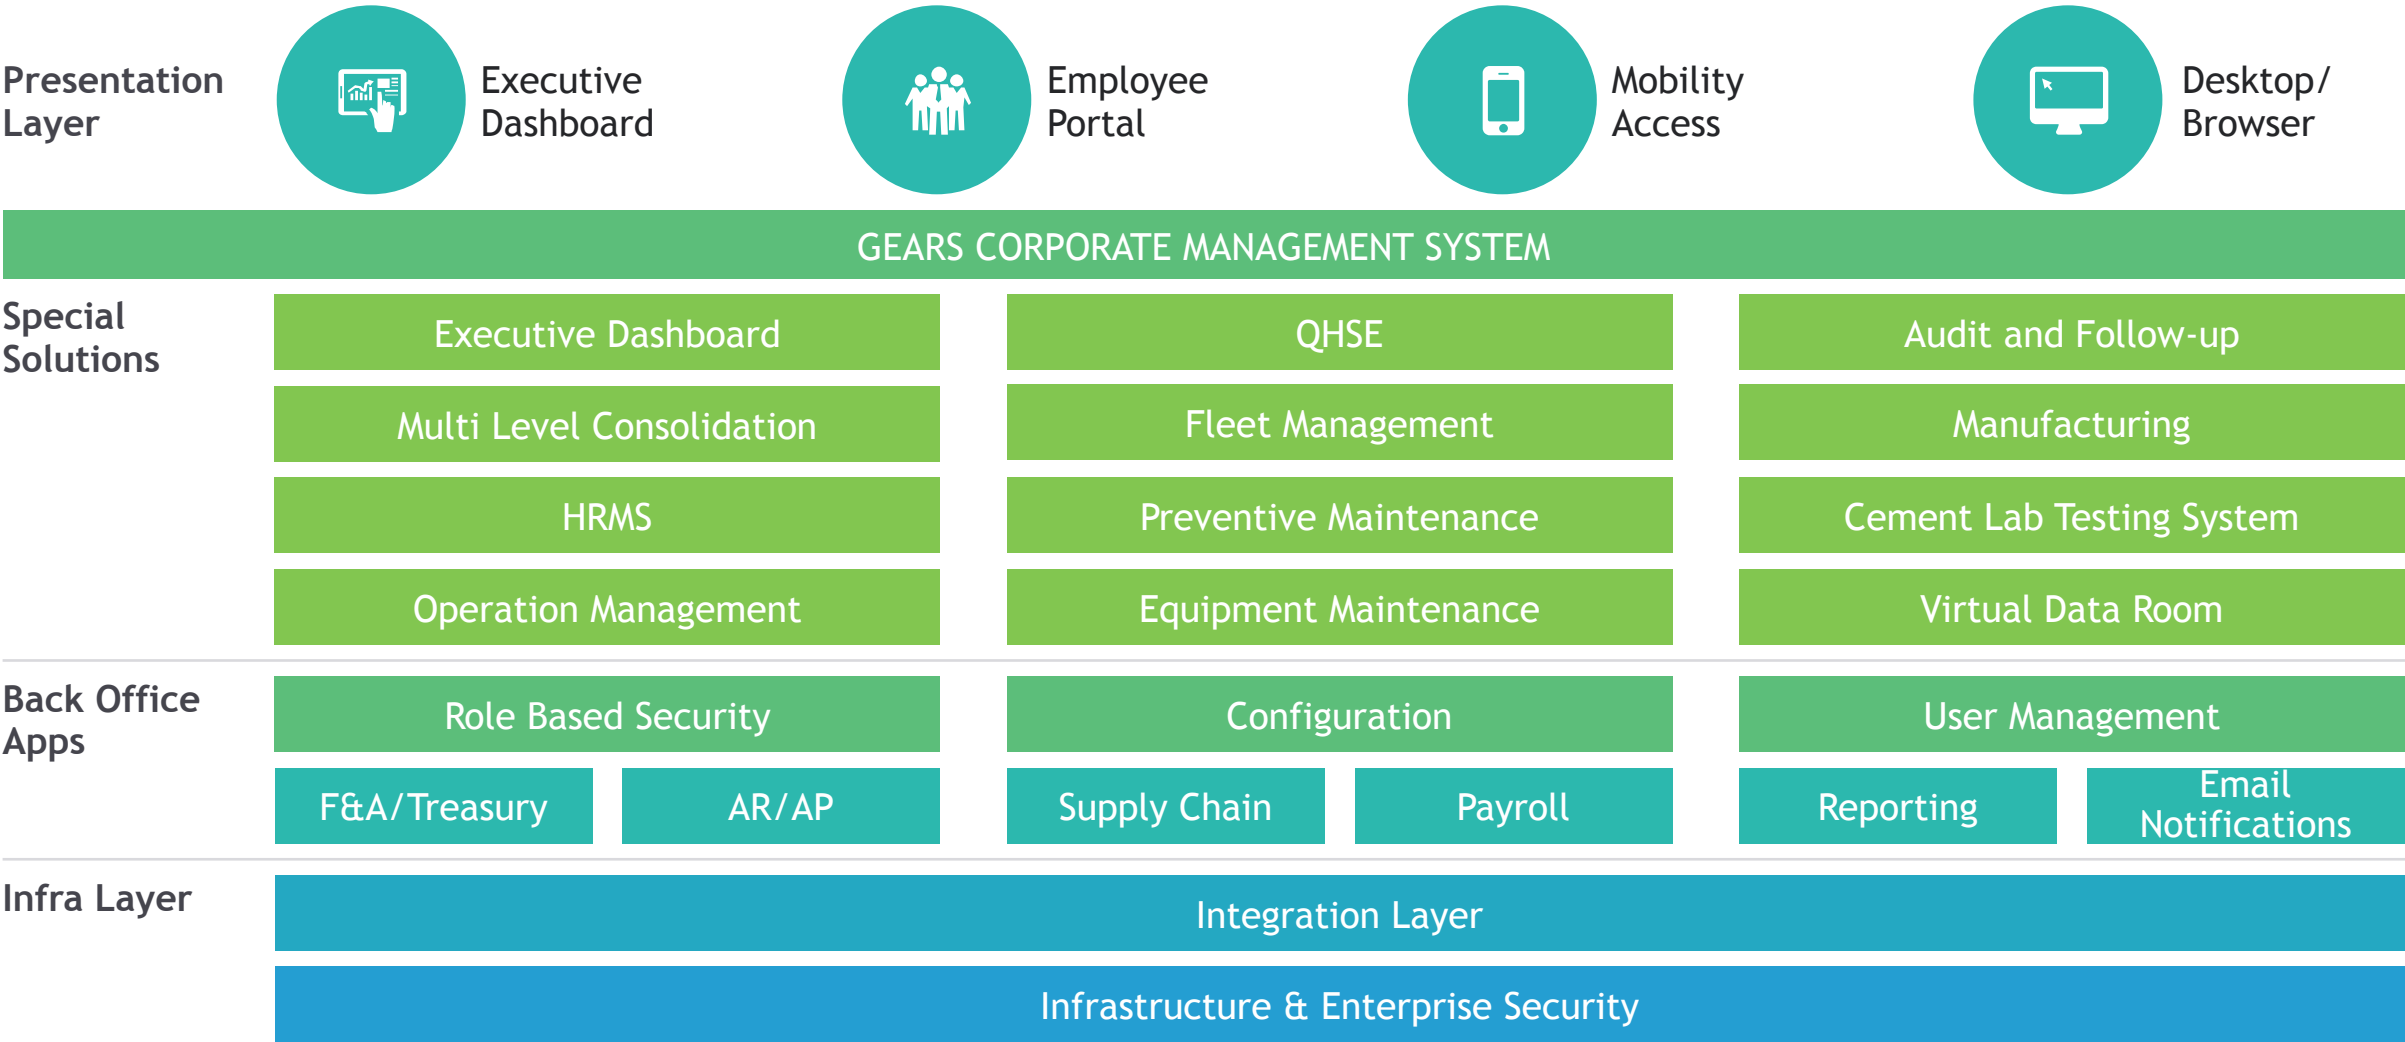 Presentation
Layer
Executive
Dashboard
Employee
Portal
Mobility
Access
Desktop/
Browser
GEARS CORPORATE MANAGEMENT SYSTEM
Special
Solutions
Executive Dashboard
QHSE
Audit and Follow-up
Multi Level Consolidation
Fleet Management
Manufacturing
HRMS
Preventive Maintenance
Cement Lab Testing System
Operation Management
Equipment Maintenance
Virtual Data Room
Back Office
Apps
Role Based Security
Configuration
User Management
F&A/Treasury
AR/AP
Supply Chain
Payroll
Reporting
Email
Notifications
Infra Layer
Integration Layer
Infrastructure & Enterprise Security